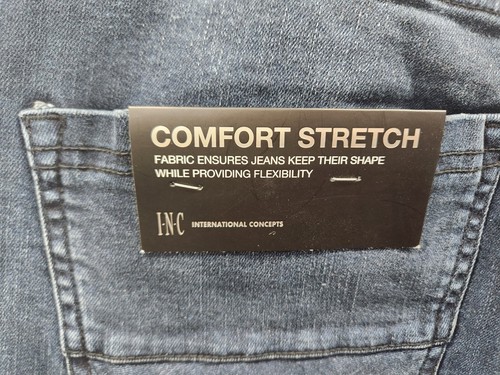 COMFORT STRETCH
FABRIC ENSURES JEANS KEEP THEIR SHAPE
WHILE PROVIDING FLEXIBILITY
I·N·C INTERNATIONAL CONCEPTS